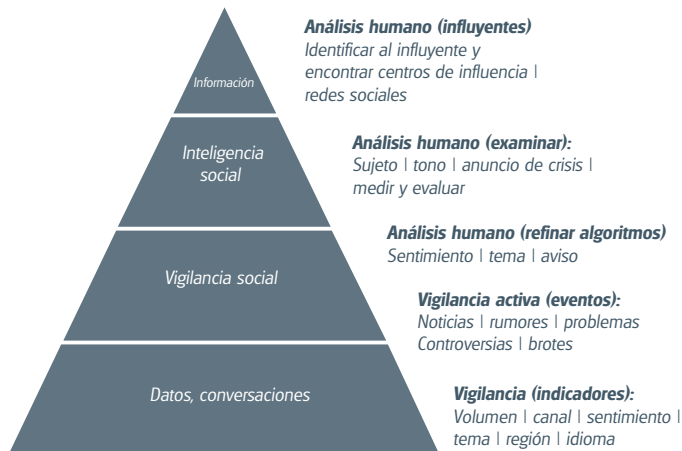 Información
Análisis humano (influyentes)
Identificar al influyente y
encontrar centros de influencia |
redes sociales
Inteligencia
social
Análisis humano (examinar):
Sujeto | tono | anuncio de crisis |
medir y evaluar
Análisis humano (refinar algoritmos)
Sentimiento | tema | aviso
Vigilancia social
Vigilancia activa (eventos):
Noticias | rumores | problemas
Controversias | brotes
Datos, conversaciones
Vigilancia (indicadores):
Volumen | canal | sentimiento |
tema | región | idioma